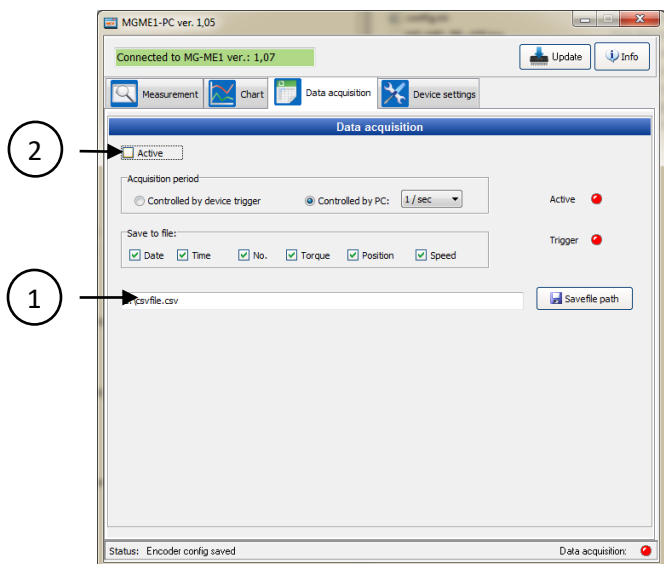 MGME1-PC ver. 1,05
Connected to MG-ME1 ver.: 1,07
Update
Info
Measurement
Chart
Data acquisition
Device settings
Data acquisition
2
Active
Acquisition period
Controlled by device trigger
Controlled by PC:
1 / sec
Active
Save to file:
Date
Time
No.
Torque
Position
Speed
Trigger
1
\csvfile.csv
Savefile path
Status: Encoder config saved
Data acquisition: